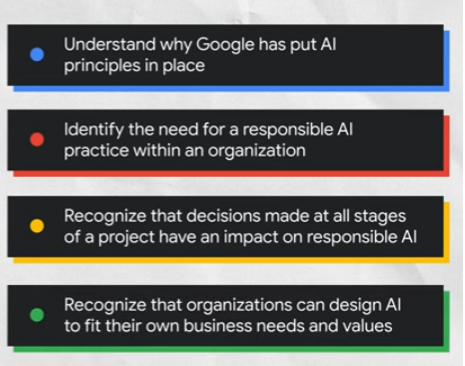 Understand why Google has put AI
principles in place
Identify the need for a responsible AI
practice within an organization
Recognize that decisions made at all stages
of a project have an impact on responsible AI
Recognize that organizations can design AI
to fit their own business needs and values